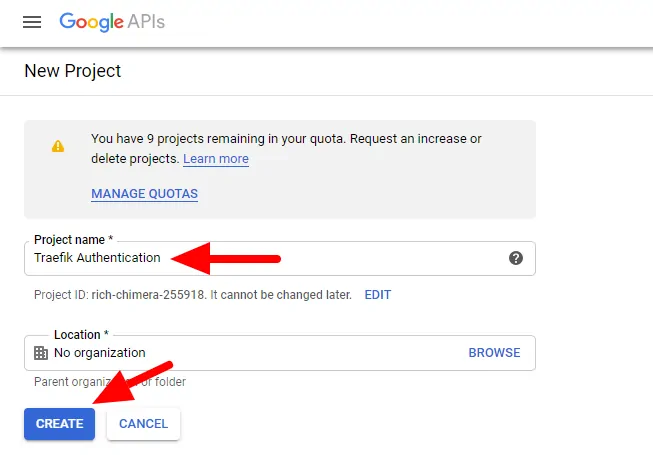 Google APIs
New Project
You have 9 projects remaining in your quota. Request an increase or
delete projects. Learn more
MANAGE QUOTAS
Project name *
Traefik Authentication
Project ID: rich-chimera-255918. It cannot be changed later. EDIT
Location *
No organization BROWSE
Parent organization or folder
CREATE CANCEL